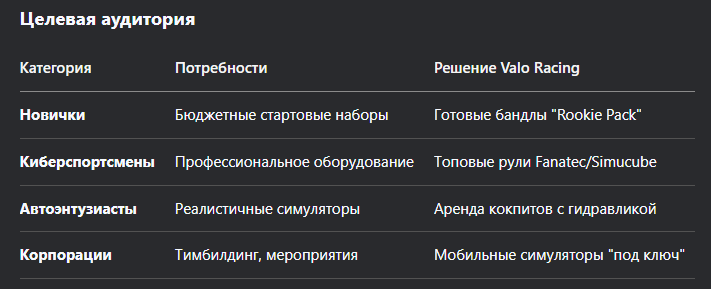 Целевая аудитория
Категория Потребности Решение Valo Racing
Новички Бюджетные стартовые наборы Готовые бандлы "Rookie Pack"
Киберспортсмены Профессиональное оборудование Топовые рули Fanatec/Simucube
Автоэнтузиасты Реалистичные симуляторы Аренда кокпитов с гидравликой
Корпорации Тимбилдинг, мероприятия Мобильные симуляторы "под ключ"